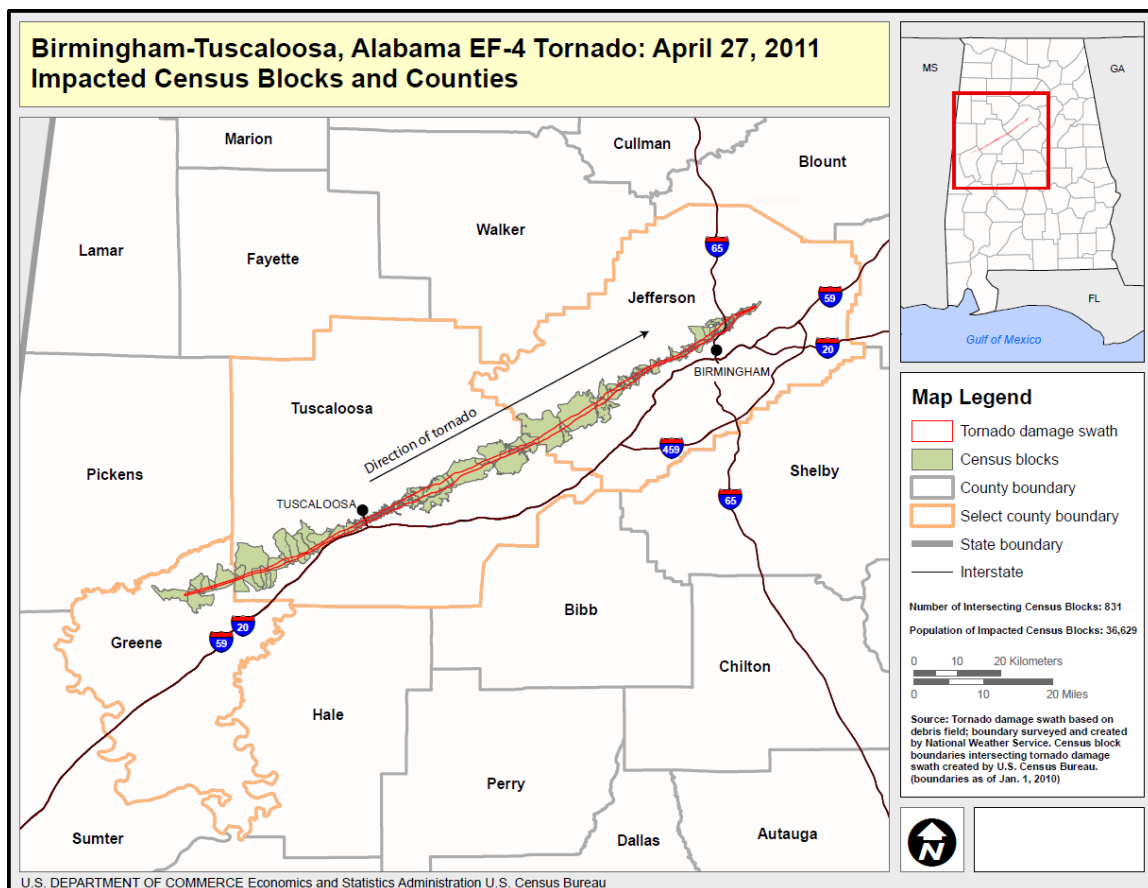 Birmingham-Tuscaloosa, Alabama EF-4 Tornado: April 27, 2011
Impacted Census Blocks and Counties
MS
GA
FL
Gulf of Mexico
Marion
Cullman
Blount
Walker
Lamar
Fayette
65
Jefferson
59
20
BIRMINGHAM
Tuscaloosa
Direction of tornado
459
Pickens
Shelby
TUSCALOOSA
65
Bibb
Greene
20
59
Chilton
Hale
Perry
Sumter
Dallas
Autauga
Map Legend
Tornado damage swath
Census blocks
County boundary
Select county boundary
State boundary
Interstate
Number of Intersecting Census Blocks: 831
Population of Impacted Census Blocks: 36,629
0 10 20 Kilometers
0 10 20 Miles
Source: Tornado damage swath based on
debris field; boundary surveyed and created
by National Weather Service. Census block
boundaries intersecting tornado damage
swath created by U.S. Census Bureau.
(boundaries as of Jan. 1, 2010)
N
U.S. DEPARTMENT OF COMMERCE Economics and Statistics Administration U.S. Census Bureau